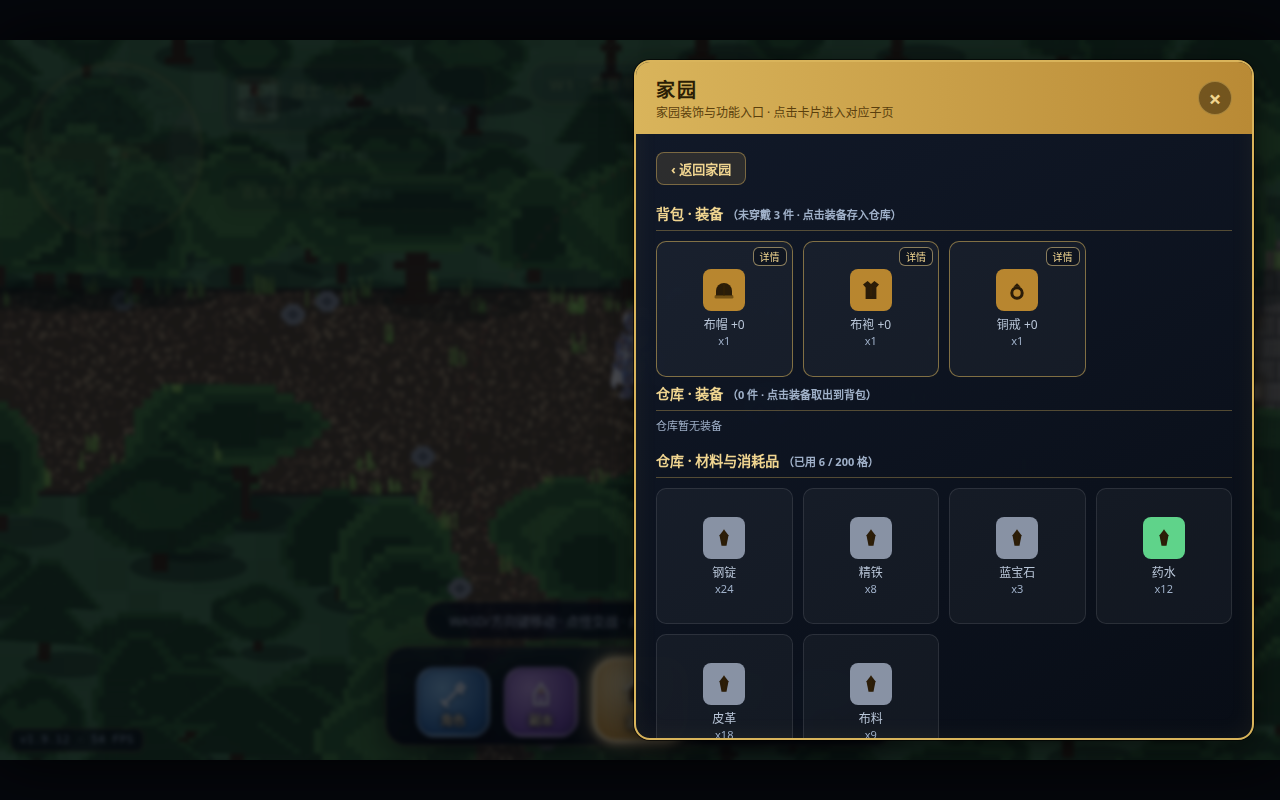 家园
家园装饰与功能入口 · 点击卡片进入对应子页
×
‹ 返回家园
背包 · 装备 （未穿戴 3 件 · 点击装备存入仓库）
详情
布帽 +0
x1
详情
布袍 +0
x1
详情
铜戒 +0
x1
仓库 · 装备 （0 件 · 点击装备取出到背包）
仓库暂无装备
仓库 · 材料与消耗品 （已用 6 / 200 格）
钢锭
x24
精铁
x8
蓝宝石
x3
药水
x12
皮革
x18
布料
x9